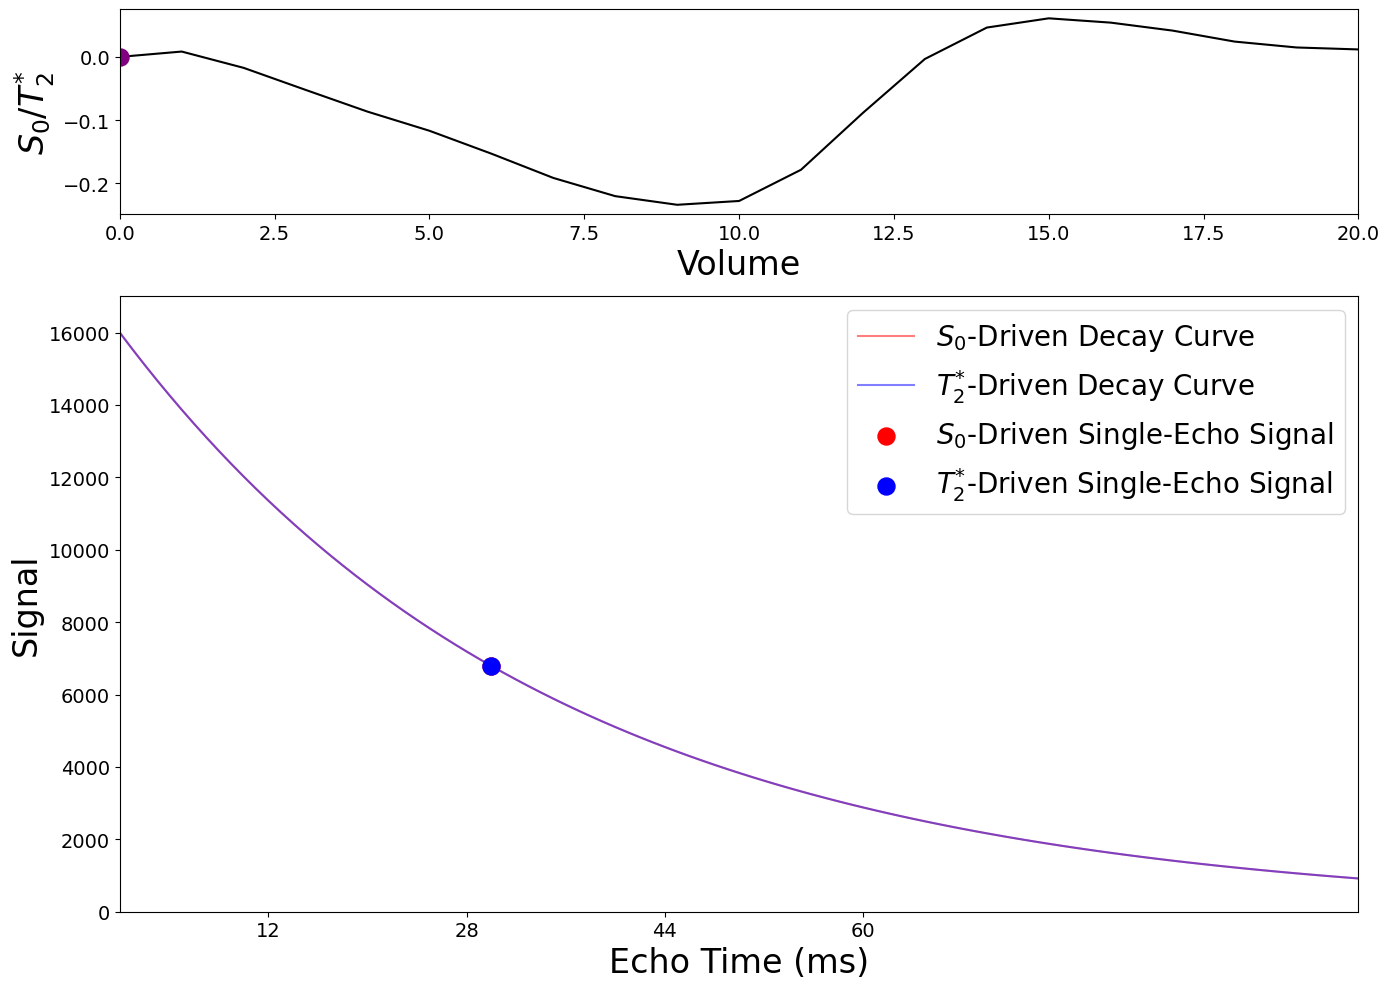 0.0
−0.1
−0.2
S₀/T₂*
0.0 2.5 5.0 7.5 10.0 12.5 15.0 17.5 20.0
Volume
16000
14000
12000
10000
8000
6000
4000
2000
0
Signal
S₀-Driven Decay Curve
T₂*-Driven Decay Curve
S₀-Driven Single-Echo Signal
T₂*-Driven Single-Echo Signal
12 28 44 60
Echo Time (ms)